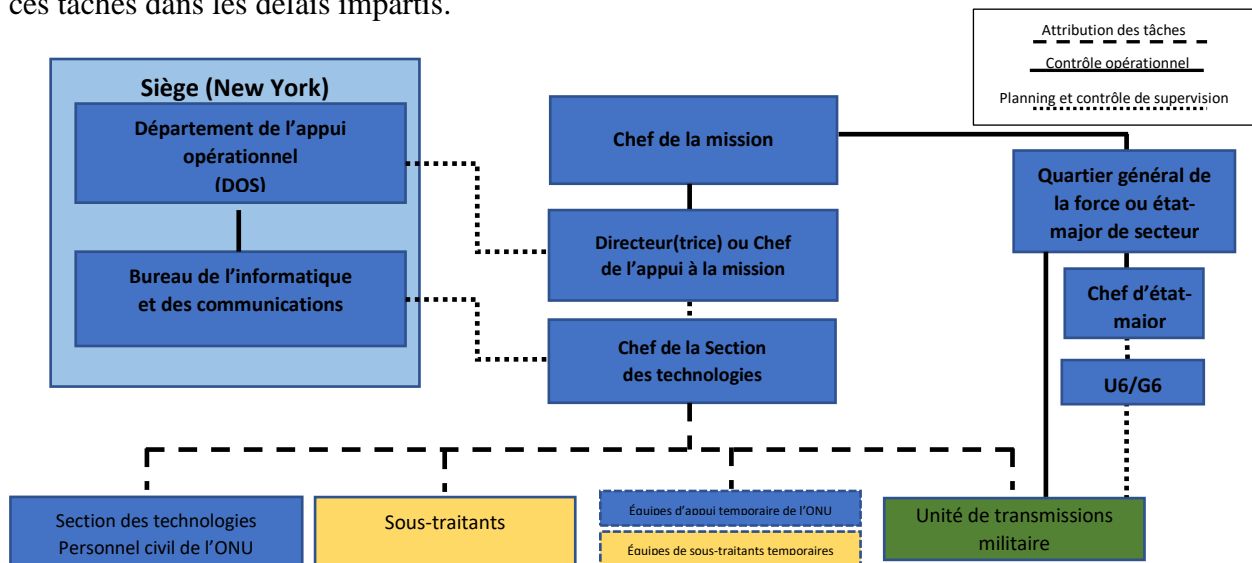 ces tâches dans les délais impartis.
Attribution des tâches
Contrôle opérationnel
Planning et contrôle de supervision
Siège (New York)
Département de l'appui
opérationnel
(DOS)
Bureau de l'informatique
et des communications
Chef de la mission
Directeur(trice) ou Chef
de l'appui à la mission
Chef de la Section
des technologies
Quartier général de
la force ou état-
major de secteur
Chef d'état-
major
U6/G6
Section des technologies
Personnel civil de l'ONU
Sous-traitants
Équipes d'appui temporaire de l'ONU
Équipes de sous-traitants temporaires
Unité de transmissions
militaire